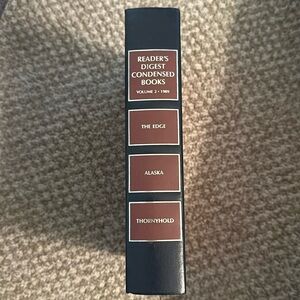 READER'S
DIGEST
CONDENSED
BOOKS
VOLUME 2 • 1989
THE EDGE
ALASKA
THORNYHOLD